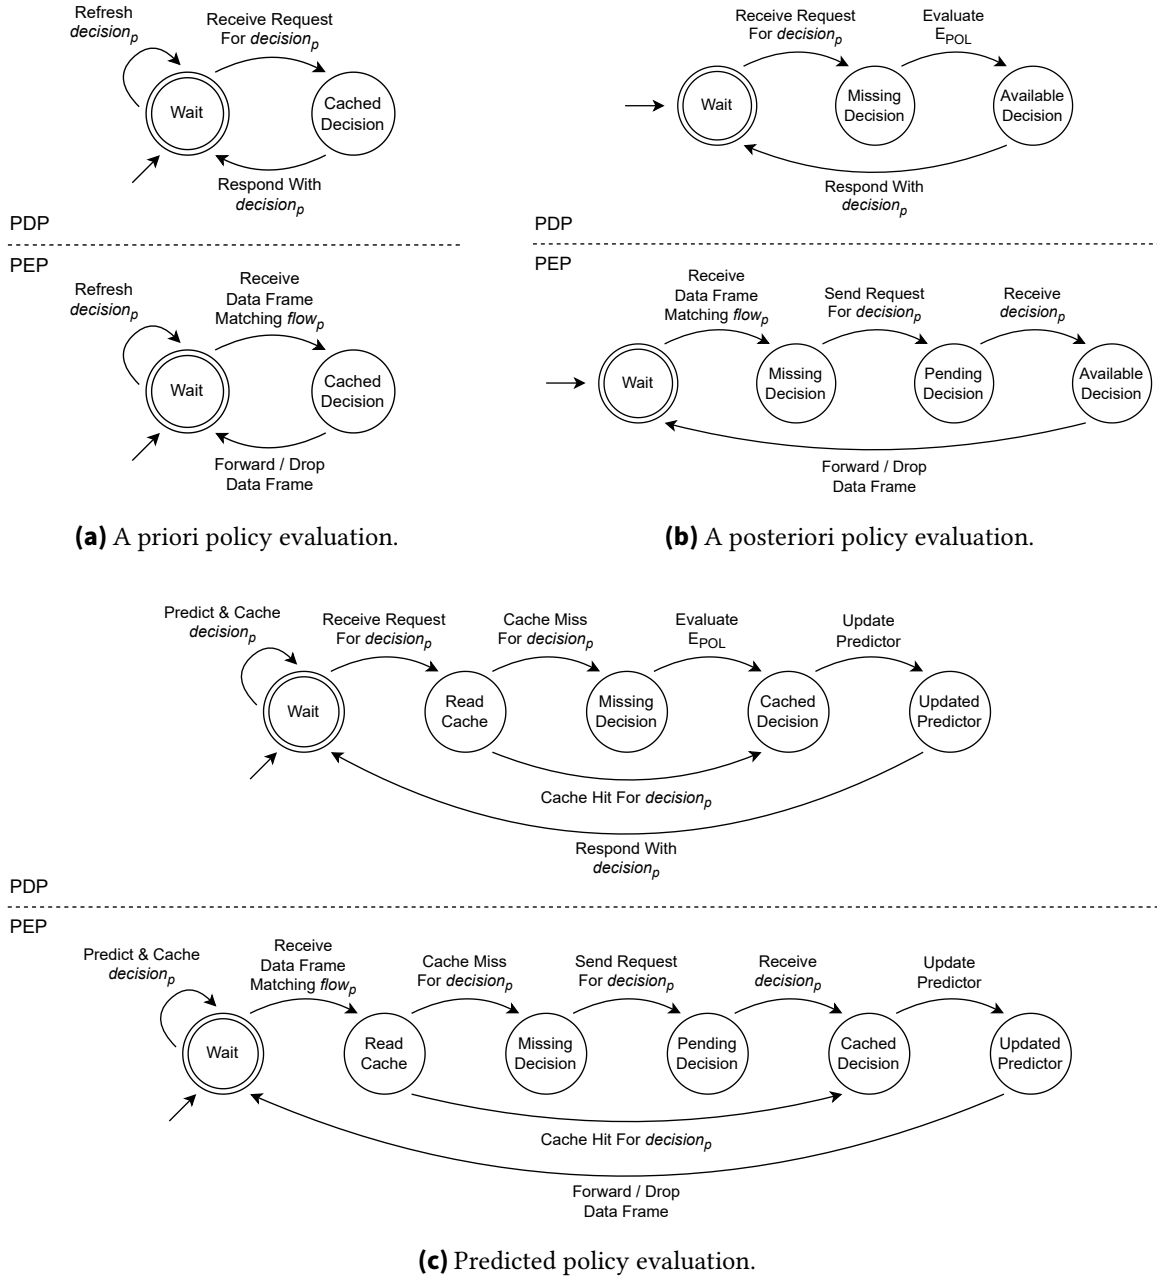 Refresh
decision_p
Receive Request
For decision_p
Wait
Cached
Decision
Respond With
decision_p
PDP
PEP
Refresh
decision_p
Receive
Data Frame
Matching flow_p
Wait
Cached
Decision
Forward / Drop
Data Frame
(a) A priori policy evaluation.
Receive Request
For decision_p
Evaluate
E_POL
Wait
Missing
Decision
Available
Decision
Respond With
decision_p
PDP
PEP
Receive
Data Frame
Matching flow_p
Send Request
For decision_p
Receive
decision_p
Wait
Missing
Decision
Pending
Decision
Available
Decision
Forward / Drop
Data Frame
(b) A posteriori policy evaluation.
Predict & Cache
decision_p
Receive Request
For decision_p
Cache Miss
For decision_p
Evaluate
E_POL
Update
Predictor
Wait
Read
Cache
Missing
Decision
Cached
Decision
Updated
Predictor
Cache Hit For decision_p
Respond With
decision_p
PDP
PEP
Predict & Cache
decision_p
Receive
Data Frame
Matching flow_p
Cache Miss
For decision_p
Send Request
For decision_p
Receive
decision_p
Update
Predictor
Wait
Read
Cache
Missing
Decision
Pending
Decision
Cached
Decision
Updated
Predictor
Cache Hit For decision_p
Forward / Drop
Data Frame
(c) Predicted policy evaluation.